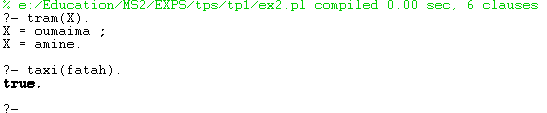 % e:/Education/MS2/EXPS/tps/tp1/ex2.pl compiled 0.00 sec, 6 clauses
?- tram(X).
X = oumaima ;
X = amine.
?- taxi(fatah).
true.
?-